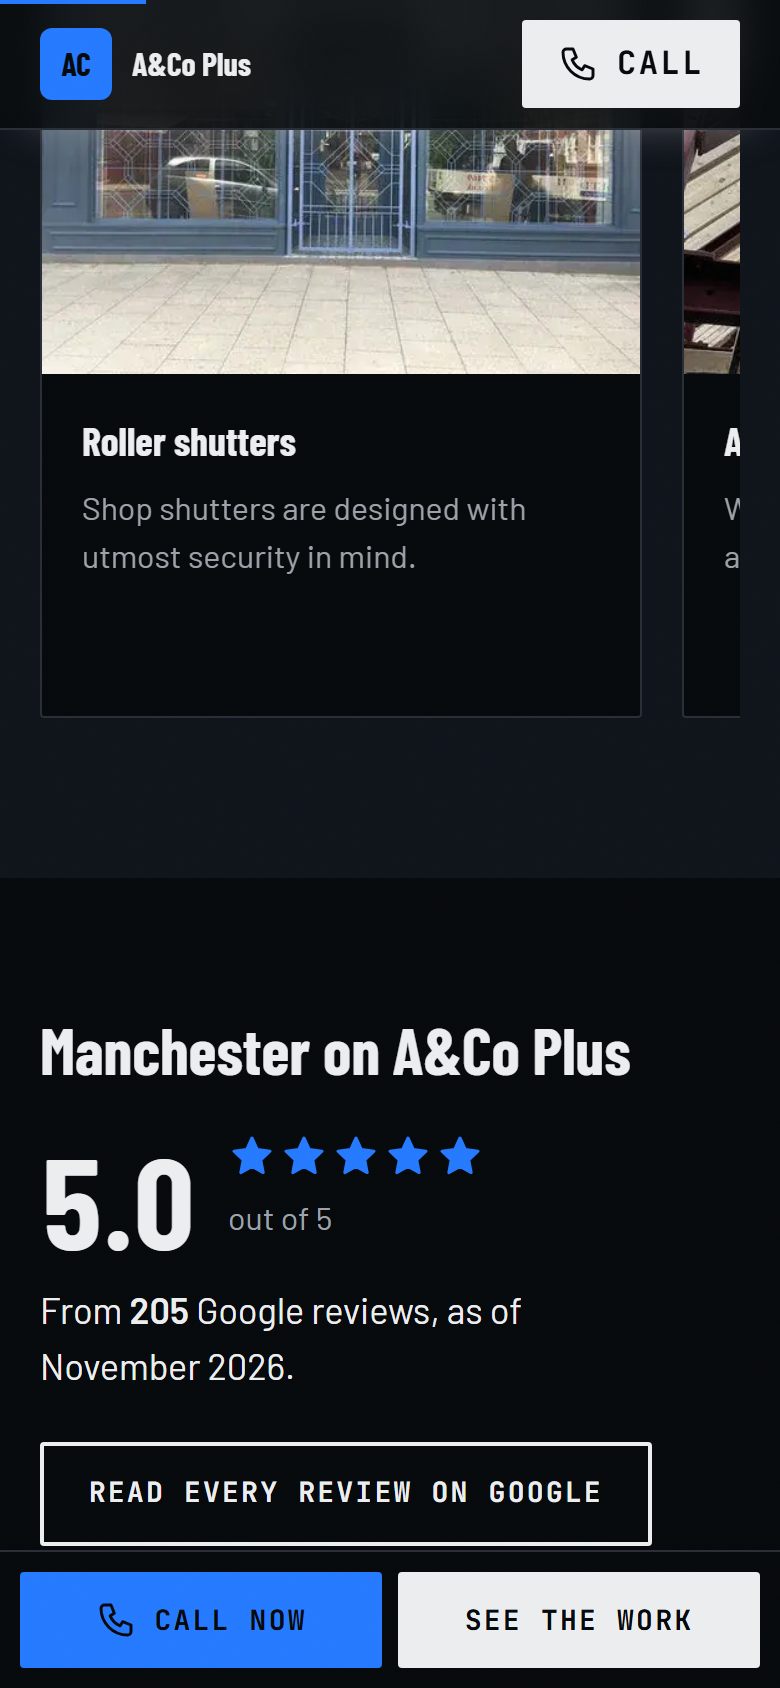 AC
A&Co Plus
CALL
Roller shutters
Shop shutters are designed with
utmost security in mind.
A
W
a
Manchester on A&Co Plus
5.0
out of 5
From 205 Google reviews, as of
November 2026.
READ EVERY REVIEW ON GOOGLE
CALL NOW
SEE THE WORK